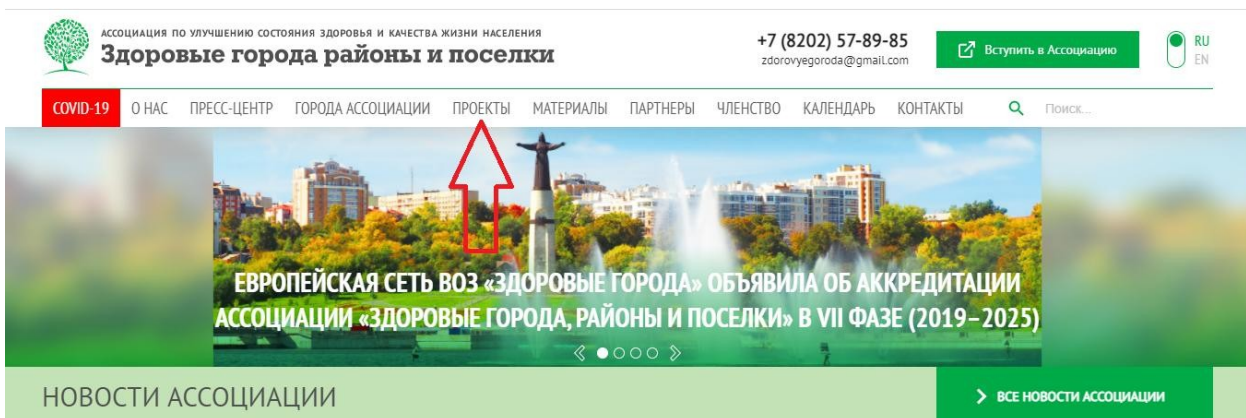 АССОЦИАЦИЯ ПО УЛУЧШЕНИЮ СОСТОЯНИЯ ЗДОРОВЬЯ И КАЧЕСТВА ЖИЗНИ НАСЕЛЕНИЯ
Здоровые города районы и поселки
+7 (8202) 57-89-85
zdorovyegoroda@gmail.com
Вступить в Ассоциацию
RU
EN
COVID-19 О НАС ПРЕСС-ЦЕНТР ГОРОДА АССОЦИАЦИИ ПРОЕКТЫ МАТЕРИАЛЫ ПАРТНЕРЫ ЧЛЕНСТВО КАЛЕНДАРЬ КОНТАКТЫ Поиск...
ЕВРОПЕЙСКАЯ СЕТЬ ВОЗ «ЗДОРОВЫЕ ГОРОДА» ОБЪЯВИЛА ОБ АККРЕДИТАЦИИ
АССОЦИАЦИИ «ЗДОРОВЫЕ ГОРОДА, РАЙОНЫ И ПОСЕЛКИ» В VII ФАЗЕ (2019–2025)
НОВОСТИ АССОЦИАЦИИ
ВСЕ НОВОСТИ АССОЦИАЦИИ